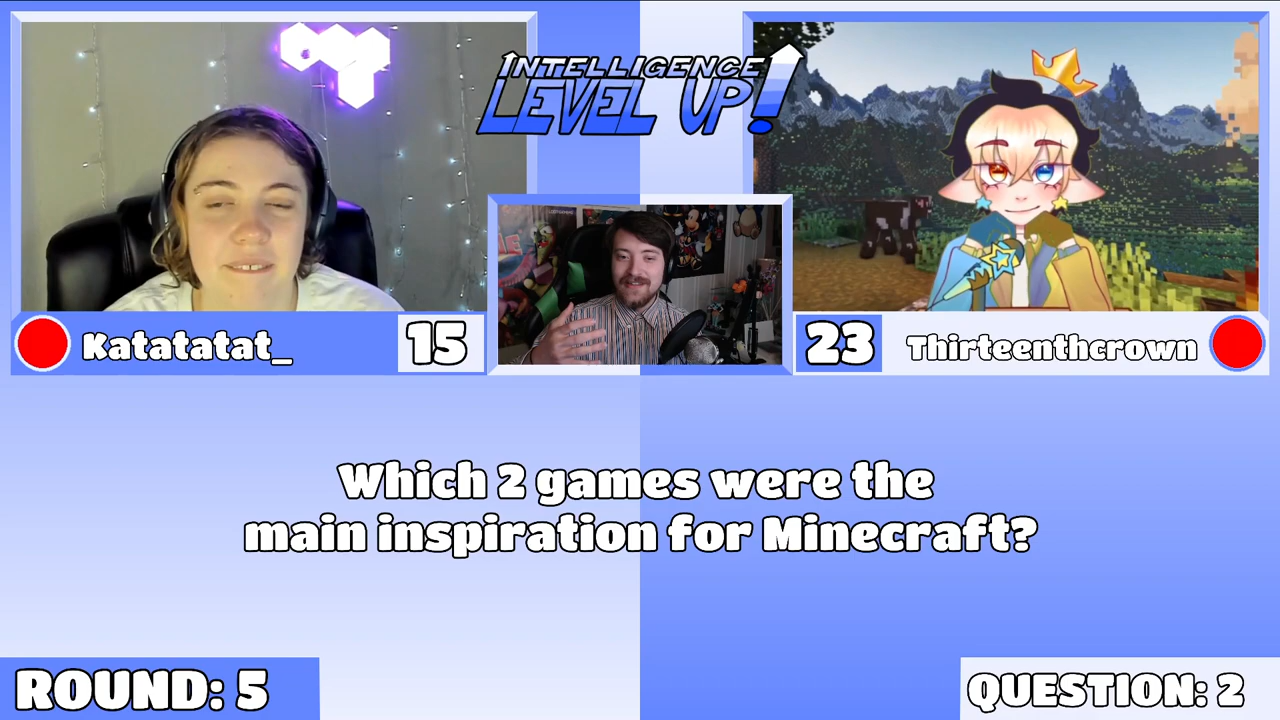 INTELLIGENCE
LEVEL UP!
Katatatat_
15
23
Thirteenthcrown
Which 2 games were the
main inspiration for Minecraft?
ROUND: 5
QUESTION: 2